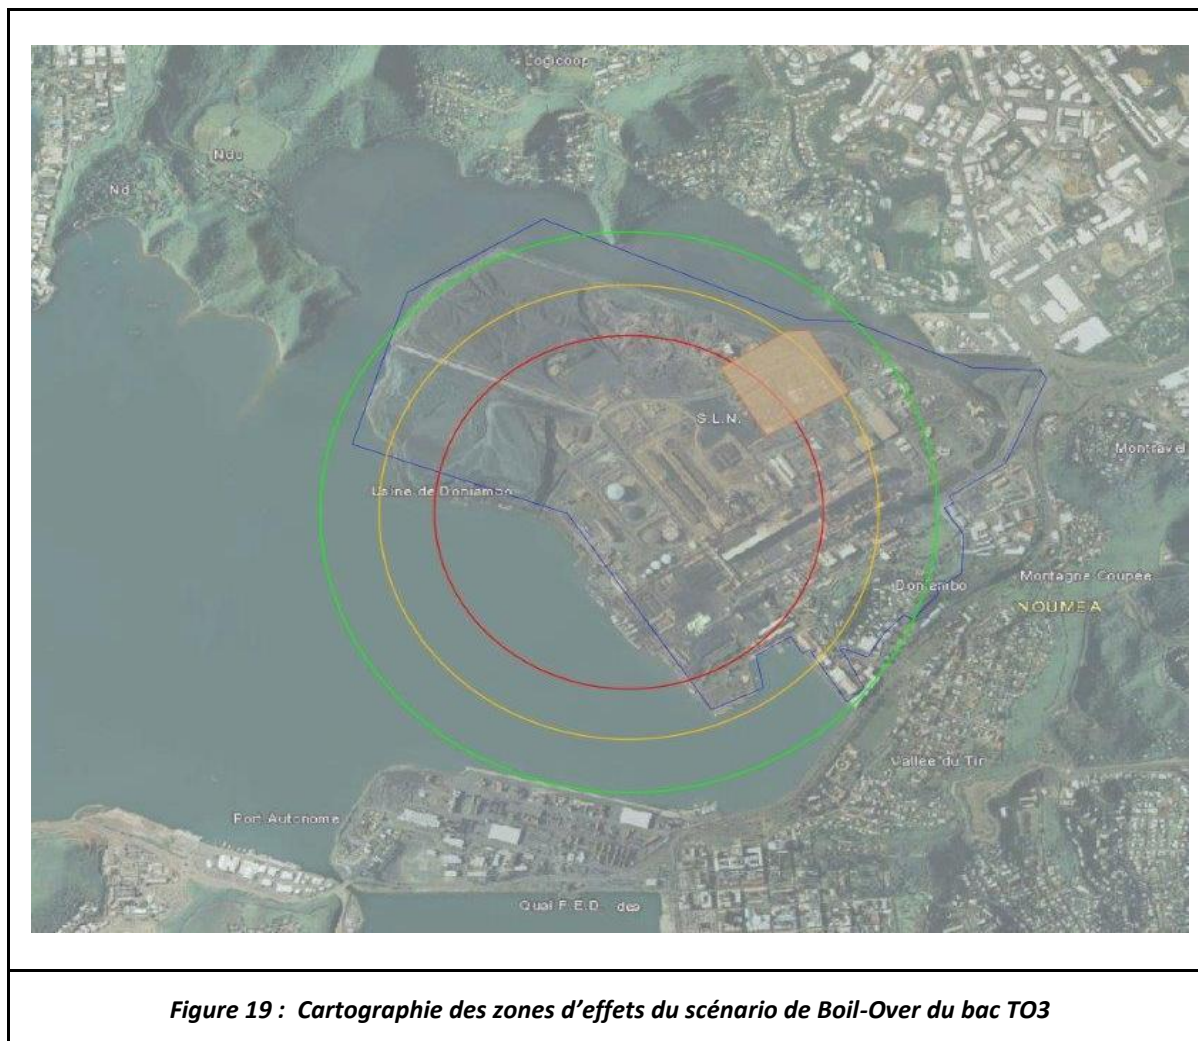 Logicoop
Ndu
Nd
S.L.N.
Montravel
Usine de Doniambo
Doniambo
Montagne Coupée
NOUMEA
Vallée du Tir
Port Autonome
Quai F.E.D. des
Figure 19 : Cartographie des zones d'effets du scénario de Boil-Over du bac TO3